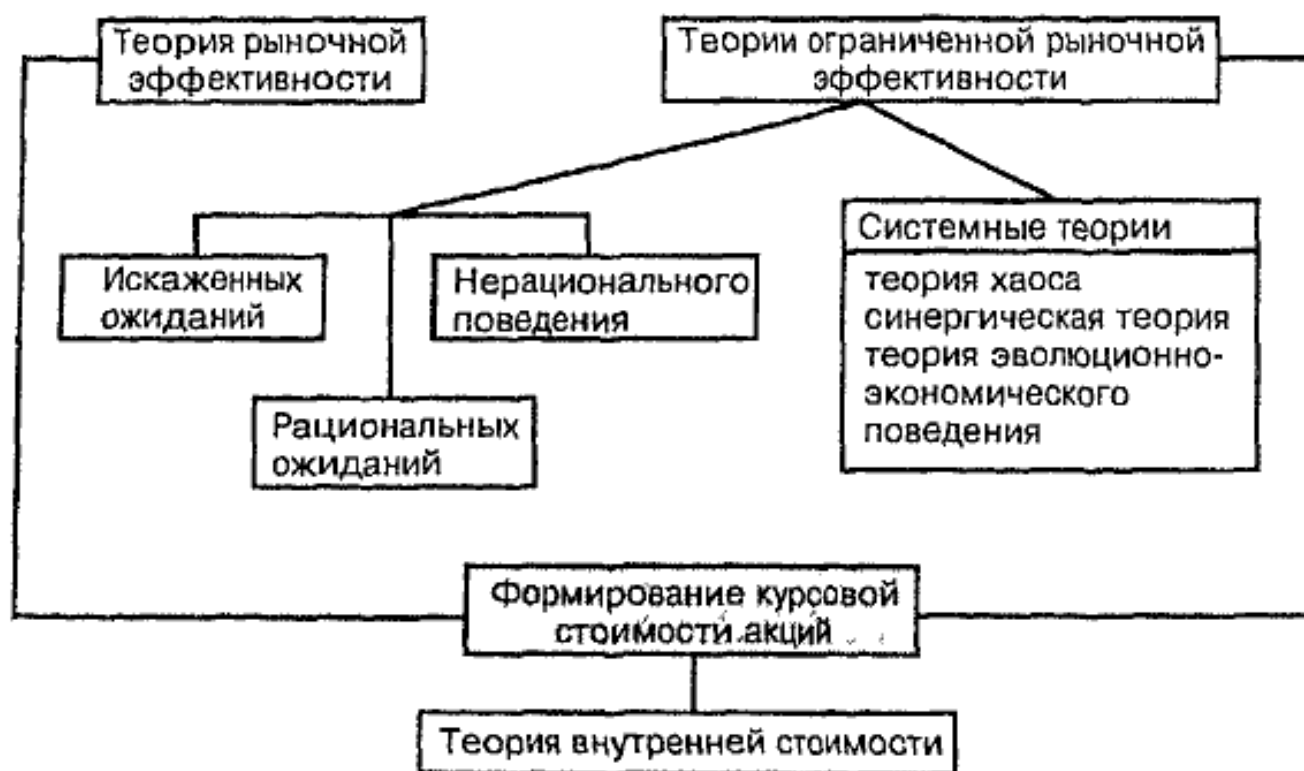 Теория рыночной
эффективности
Теории ограниченной рыночной
эффективности
Искаженных
ожиданий
Нерационального
поведения
Рациональных
ожиданий
Системные теории
теория хаоса
синергическая теория
теория эволюционно-
экономического
поведения
Формирование курсовой
стоимости акций
Теория внутренней стоимости